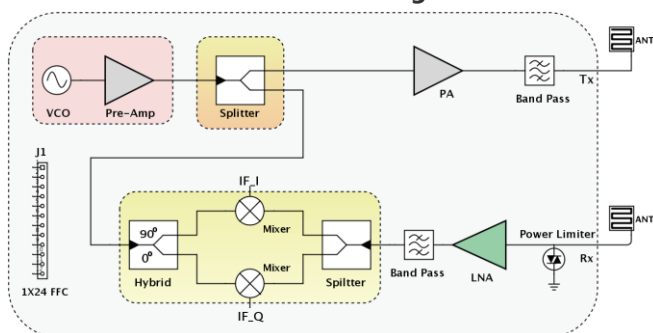 ANT
VCO
Pre-Amp
Splitter
PA
Band Pass
Tx
J1
1X24 FFC
IF_I
Mixer
90°
0°
Hybrid
Mixer
IF_Q
Spiltter
Band Pass
LNA
Power Limiter
Rx
ANT